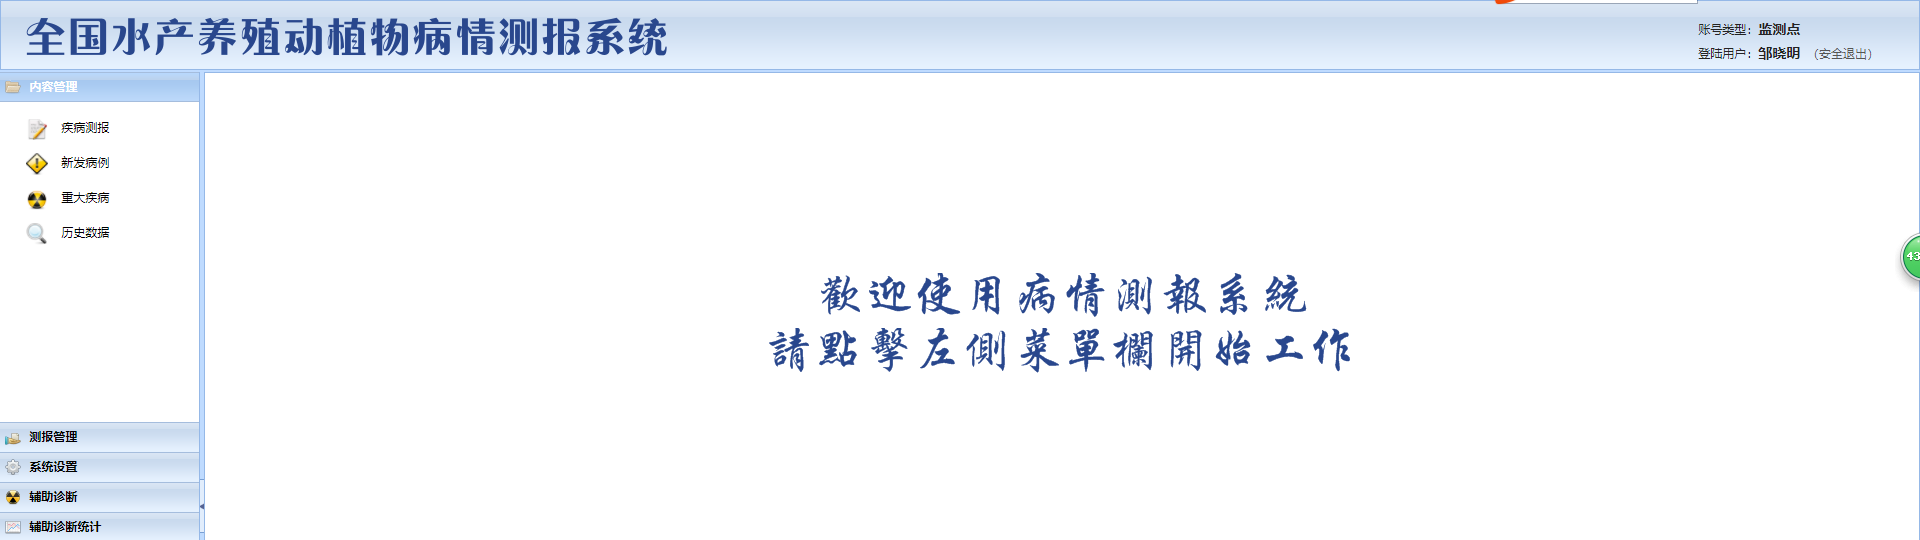 全国水产养殖动植物病情测报系统
账号类型：监测点
登陆用户：邹晓明 （安全退出）
内容管理
疾病测报
新发病例
重大疾病
历史数据
歡迎使用病情測報系統
請點擊左側菜單欄開始工作
43
测报管理
系统设置
辅助诊断
辅助诊断统计